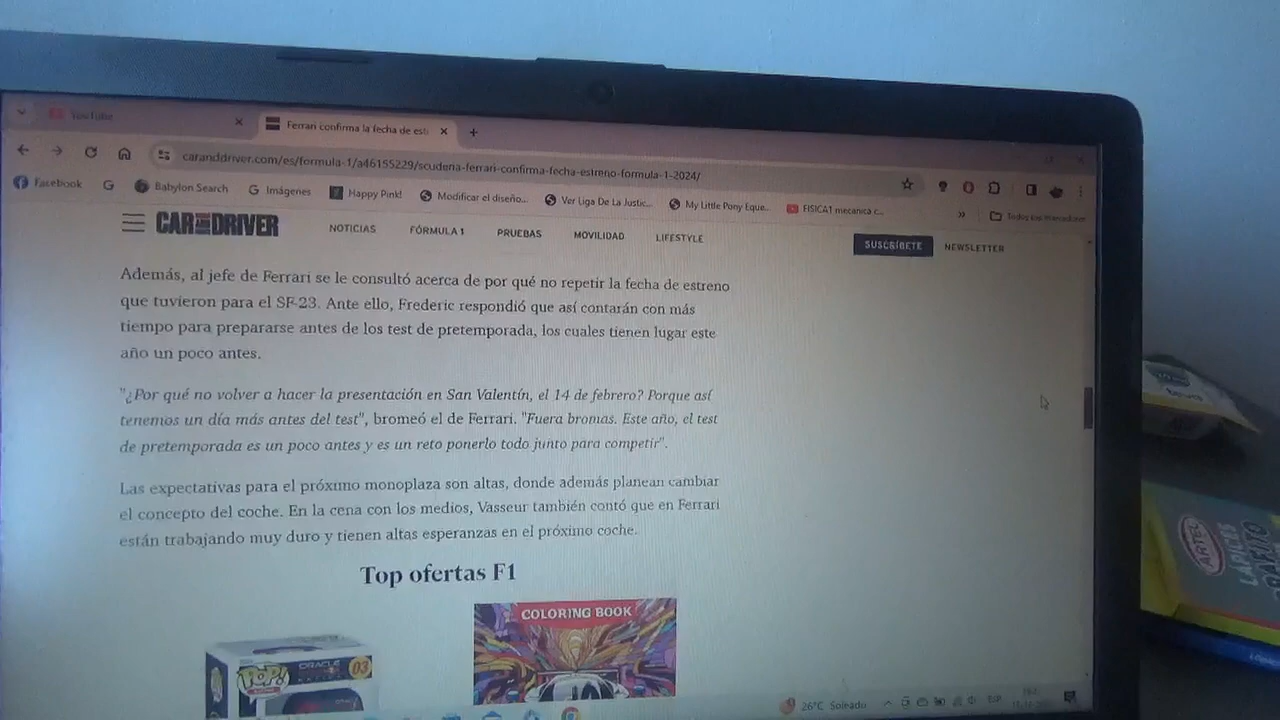 YouTube
Ferrari confirma la fecha de est
caranddriver.com/es/formula-1/a46155229/scuderia-ferrari-confirma-fecha-estreno-formula-1-2024/
Facebook
G
Babylon Search
G Imágenes
Happy Pink!
Modificar el diseño...
Ver Liga De La Justic...
My Little Pony Eque...
FISICA1 mecanica c...
»
Todos los marcadores
CAR AND DRIVER
NOTICIAS
FÓRMULA 1
PRUEBAS
MOVILIDAD
LIFESTYLE
SUSCRÍBETE
NEWSLETTER
Además, al jefe de Ferrari se le consultó acerca de por qué no repetir la fecha de estreno
que tuvieron para el SF-23. Ante ello, Frederic respondió que así contarán con más
tiempo para prepararse antes de los test de pretemporada, los cuales tienen lugar este
año un poco antes.
"¿Por qué no volver a hacer la presentación en San Valentín, el 14 de febrero? Porque así
tenemos un día más antes del test", bromeó el de Ferrari. "Fuera bromas. Este año, el test
de pretemporada es un poco antes y es un reto ponerlo todo junto para competir".
Las expectativas para el próximo monoplaza son altas, donde además planean cambiar
el concepto del coche. En la cena con los medios, Vasseur también contó que en Ferrari
están trabajando muy duro y tienen altas esperanzas en el próximo coche.
Top ofertas F1
COLORING BOOK
POP!
ORACLE
03
26°C Soleado
ESP
ARTEL
LÁPICES
GRAFITO